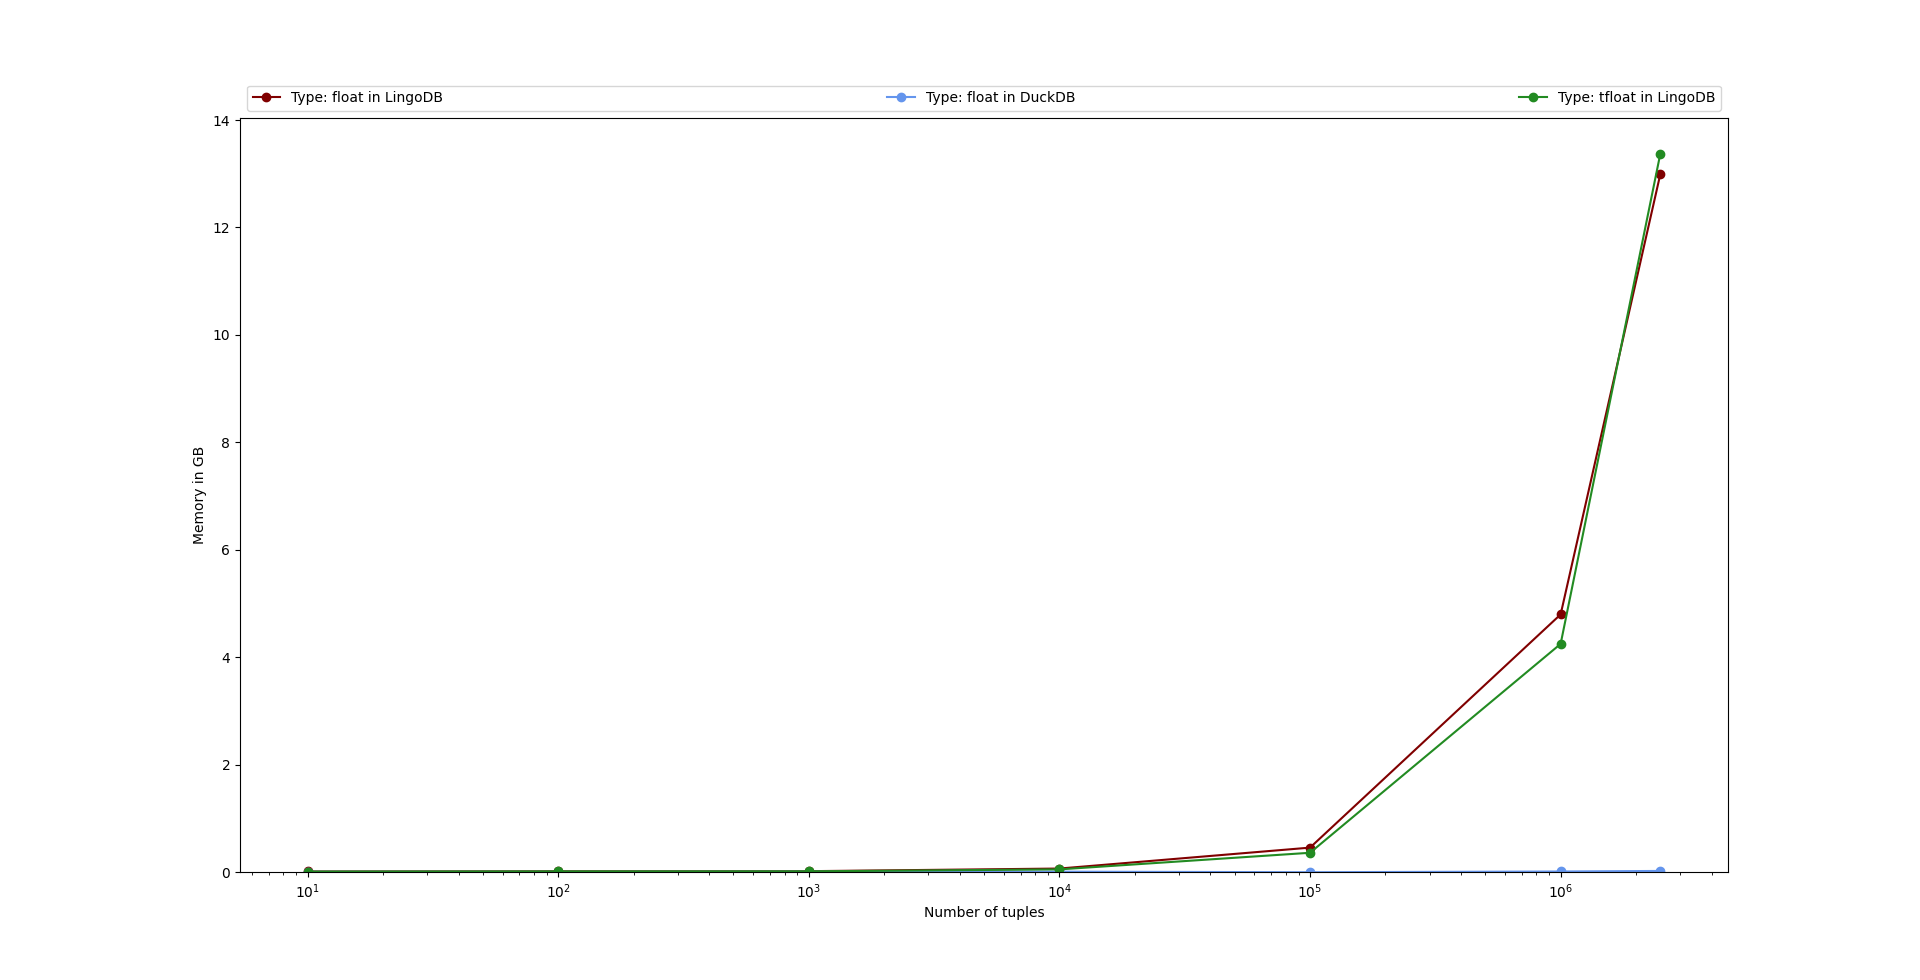 Type: float in LingoDB Type: float in DuckDB Type: tfloat in LingoDB
14
12
10
8
6
4
2
0
Memory in GB
10¹ 10² 10³ 10⁴ 10⁵ 10⁶
Number of tuples